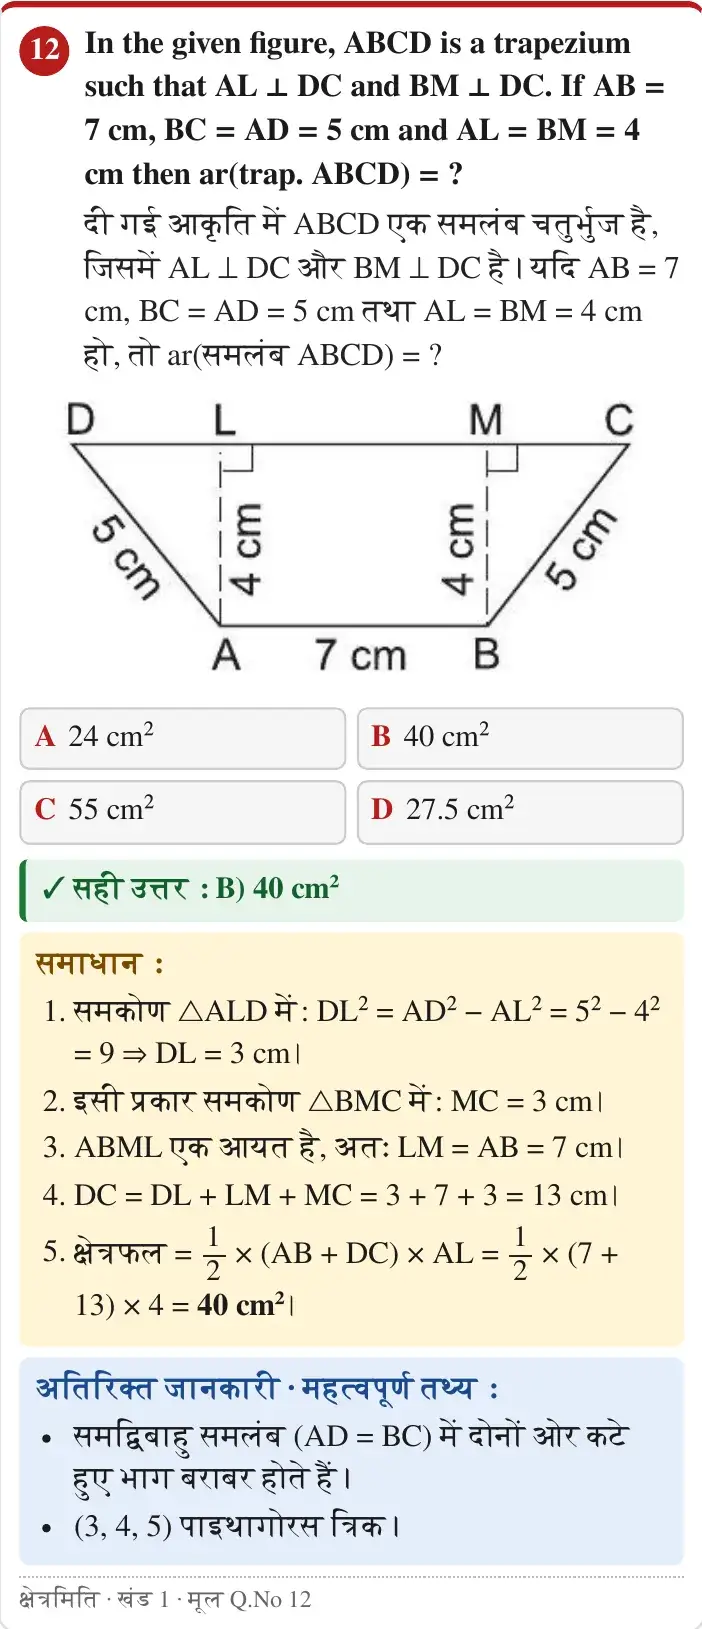 12 In the given figure, ABCD is a trapezium
such that AL ⊥ DC and BM ⊥ DC. If AB =
7 cm, BC = AD = 5 cm and AL = BM = 4
cm then ar(trap. ABCD) = ?
दी गई आकृति में ABCD एक समलंब चतुर्भुज है,
जिसमें AL ⊥ DC और BM ⊥ DC है। यदि AB = 7
cm, BC = AD = 5 cm तथा AL = BM = 4 cm
हो, तो ar(समलंब ABCD) = ?
D L M C
5 cm 4 cm 4 cm 5 cm
A 7 cm B
A 24 cm²
B 40 cm²
C 55 cm²
D 27.5 cm²
✓ सही उत्तर : B) 40 cm²
समाधान :
1. समकोण △ALD में: DL² = AD² − AL² = 5² − 4²
= 9 ⇒ DL = 3 cm।
2. इसी प्रकार समकोण △BMC में: MC = 3 cm।
3. ABML एक आयत है, अतः LM = AB = 7 cm।
4. DC = DL + LM + MC = 3 + 7 + 3 = 13 cm।
5. क्षेत्रफल = 1/2 × (AB + DC) × AL = 1/2 × (7 +
13) × 4 = 40 cm²।
अतिरिक्त जानकारी · महत्वपूर्ण तथ्य :
• समद्विबाहु समलंब (AD = BC) में दोनों ओर कटे
हुए भाग बराबर होते हैं।
• (3, 4, 5) पाइथागोरस त्रिक।
क्षेत्रमिति · खंड 1 · मूल Q.No 12